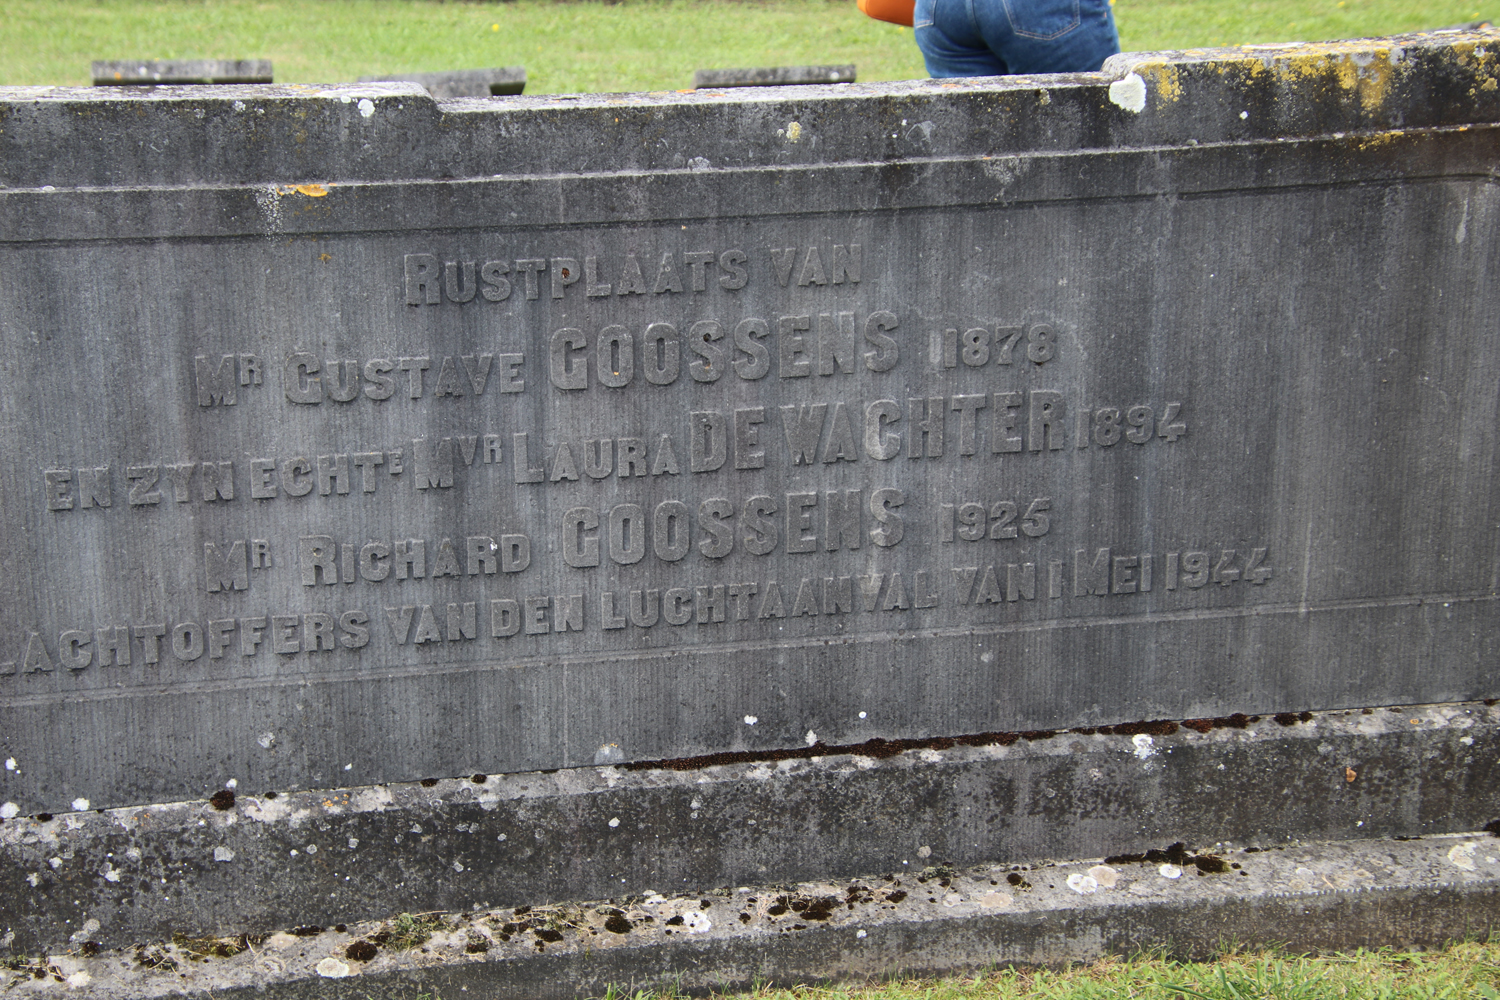 RUSTPLAATS VAN
MR GUSTAVE GOOSSENS 1878
EN ZYN ECHTE MVR LAURA DE WACHTER 1894
MR RICHARD GOOSSENS 1925
LACHTOFFERS VAN DEN LUCHTAANVAL VAN 1 MEI 1944